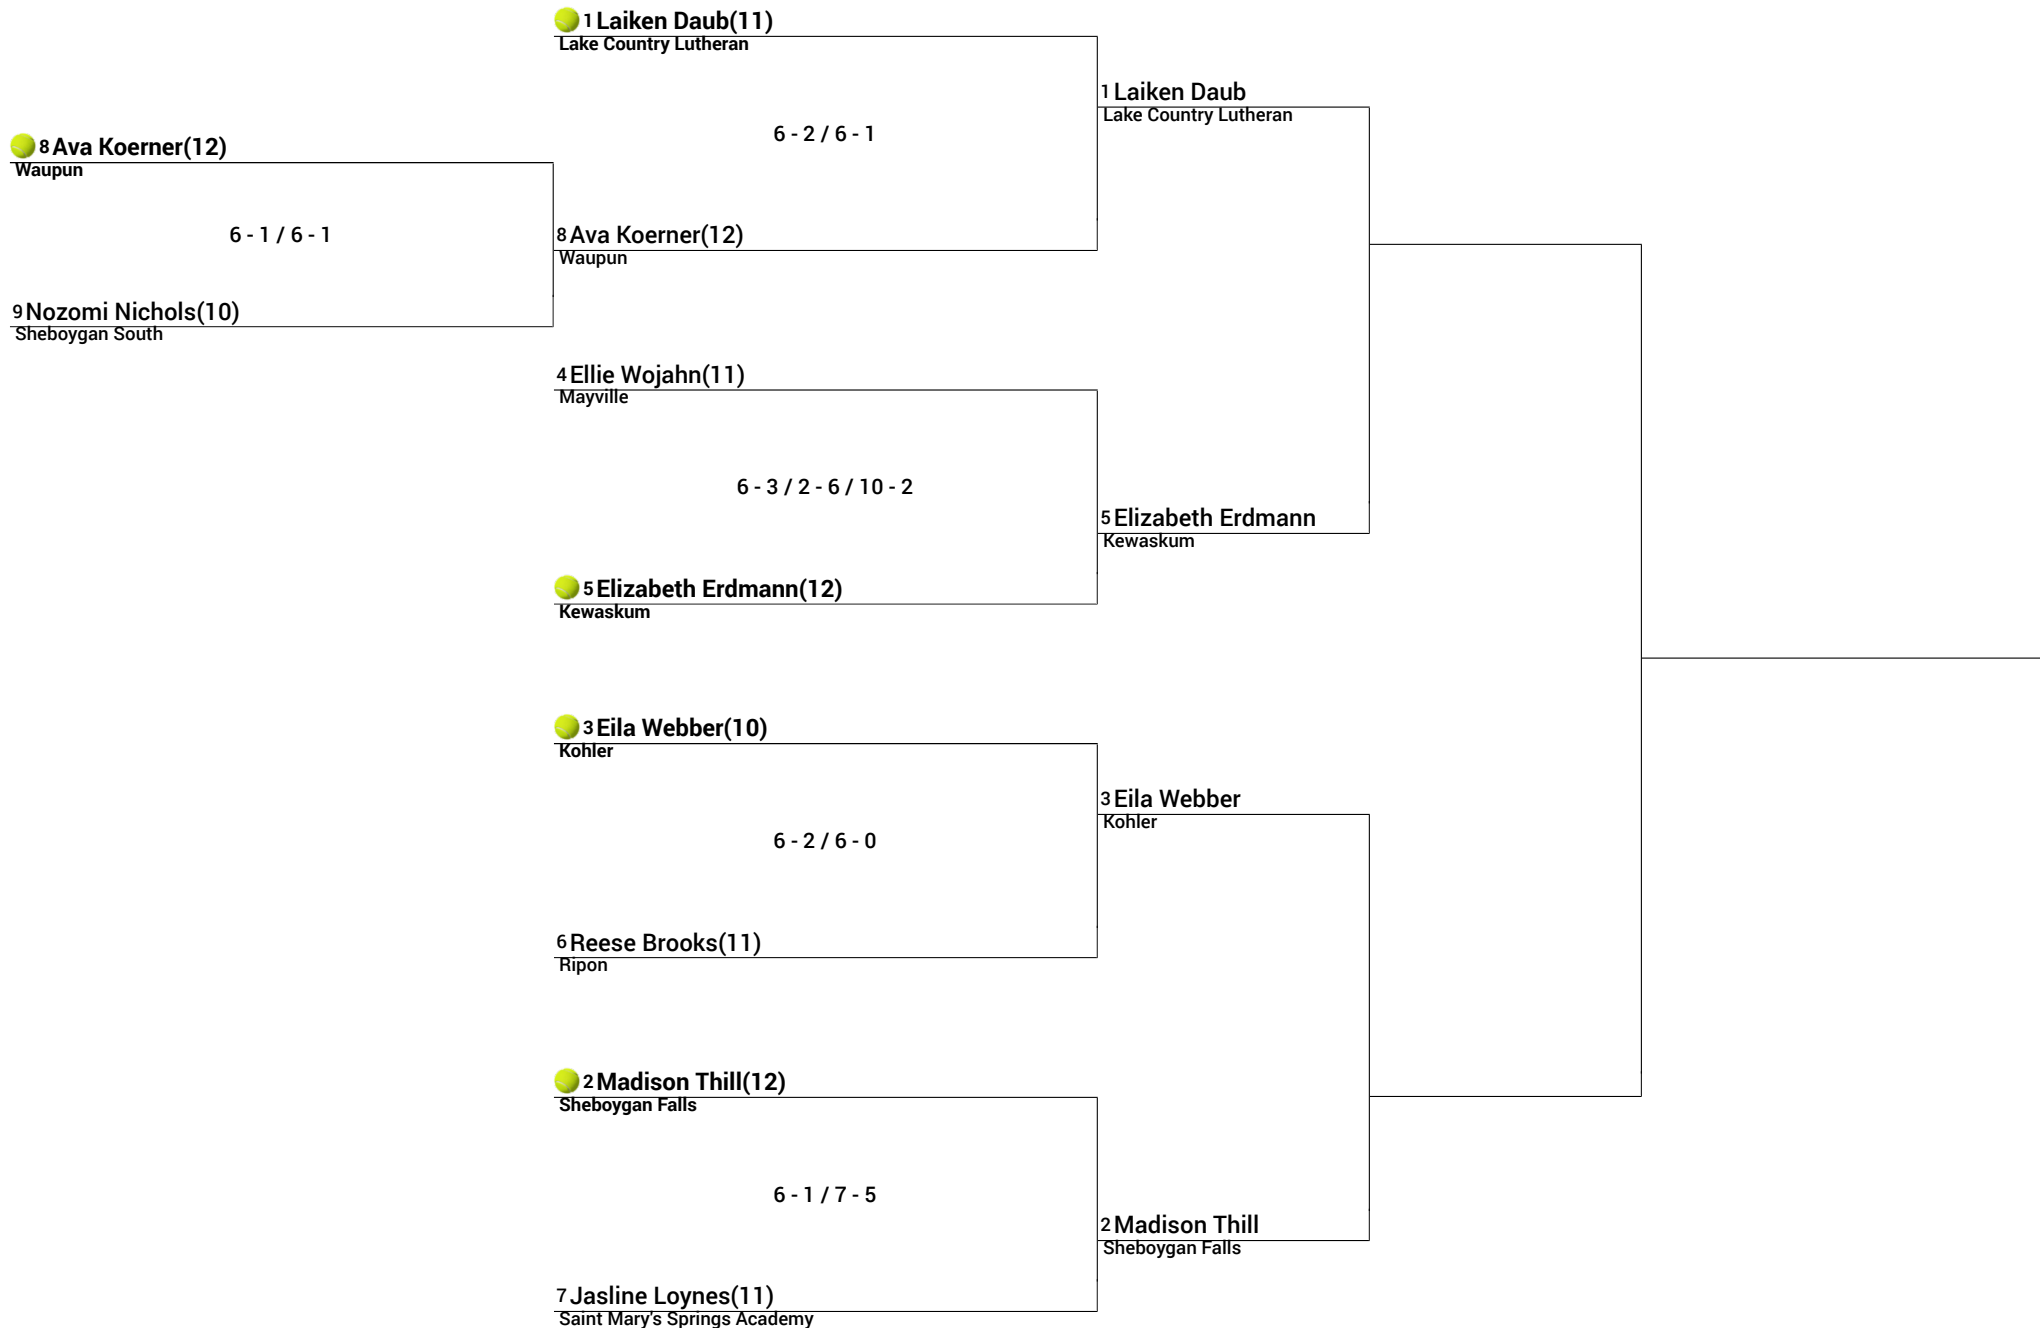 8 Ava Koerner(12)
Waupun
6 - 1 / 6 - 1
9 Nozomi Nichols(10)
Sheboygan South
1 Laiken Daub(11)
Lake Country Lutheran
6 - 2 / 6 - 1
8 Ava Koerner(12)
Waupun
4 Ellie Wojahn(11)
Mayville
6 - 3 / 2 - 6 / 10 - 2
5 Elizabeth Erdmann(12)
Kewaskum
3 Eila Webber(10)
Kohler
6 - 2 / 6 - 0
6 Reese Brooks(11)
Ripon
2 Madison Thill(12)
Sheboygan Falls
6 - 1 / 7 - 5
7 Jasline Loynes(11)
Saint Mary's Springs Academy
1 Laiken Daub
Lake Country Lutheran
5 Elizabeth Erdmann
Kewaskum
3 Eila Webber
Kohler
2 Madison Thill
Sheboygan Falls